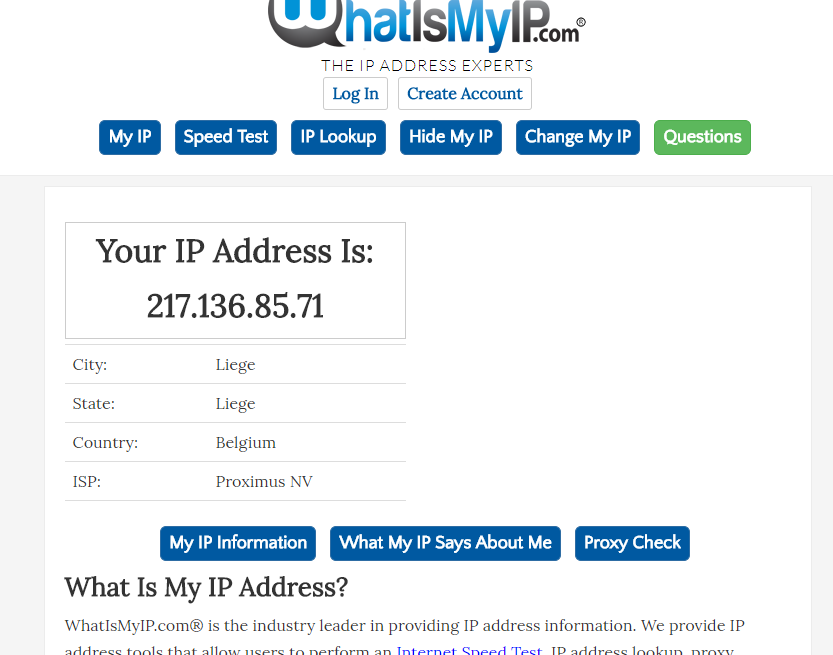 WhatIsMyIP.com®
THE IP ADDRESS EXPERTS
Log In Create Account
My IP Speed Test IP Lookup Hide My IP Change My IP Questions
Your IP Address Is:
217.136.85.71
City: Liege
State: Liege
Country: Belgium
ISP: Proximus NV
My IP Information What My IP Says About Me Proxy Check
What Is My IP Address?
WhatIsMyIP.com® is the industry leader in providing IP address information. We provide IP
address tools that allow users to perform an Internet Speed Test, IP address lookup, proxy